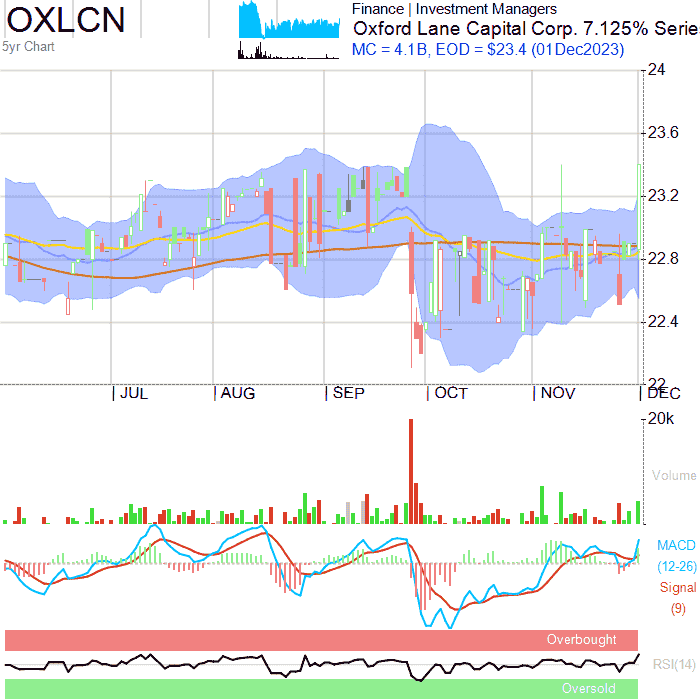 OXLCN
5yr Chart
Finance | Investment Managers
Oxford Lane Capital Corp. 7.125% Serie
MC = 4.1B, EOD = $23.4 (01Dec2023)
24
23.6
23.2
22.8
22.4
22
JUL AUG SEP OCT NOV DEC
20k
Volume
MACD
(12-26)
Signal
(9)
Overbought
RSI(14)
Oversold